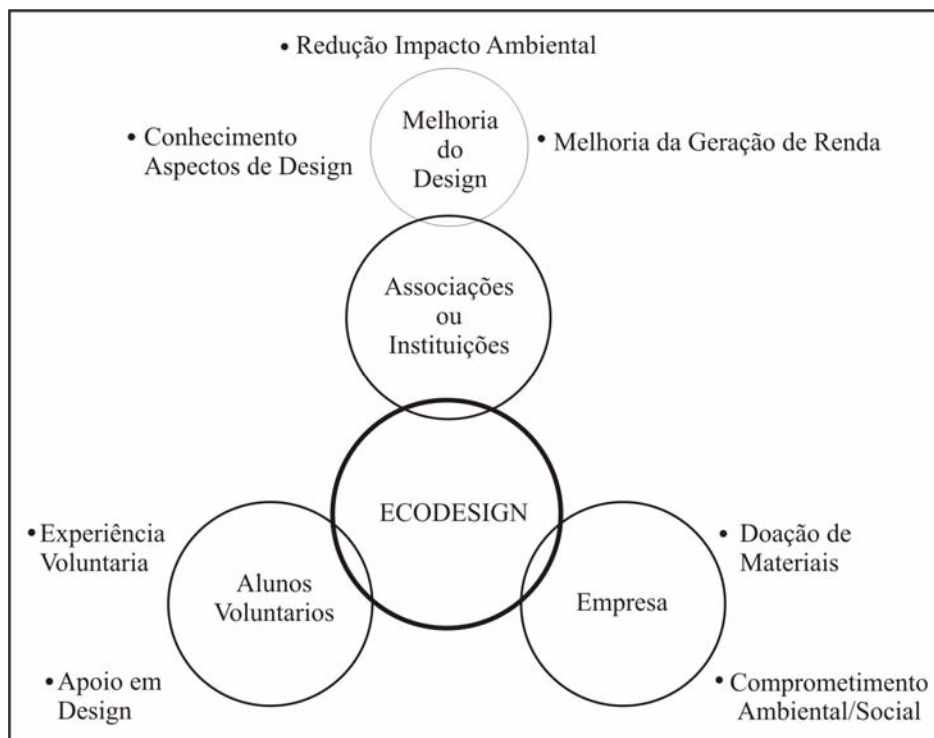 • Redução Impacto Ambiental
• Conhecimento
Aspectos de Design
Melhoria
do
Design
• Melhoria da Geração de Renda
Associações
ou
Instituições
ECODESIGN
• Experiência
Voluntaria
Alunos
Voluntarios
• Apoio em
Design
Empresa
• Doação de
Materiais
• Comprometimento
Ambiental/Social